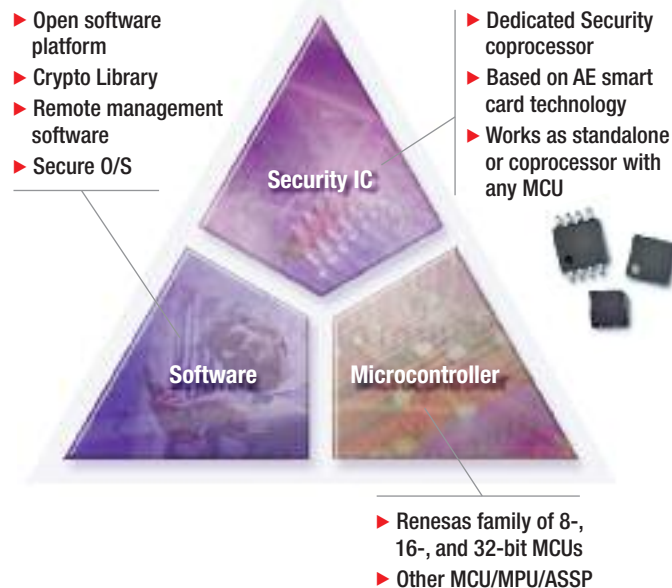 ► Open software
platform
► Crypto Library
► Remote management
software
► Secure O/S
► Dedicated Security
coprocessor
► Based on AE smart
card technology
► Works as standalone
or coprocessor with
any MCU
Security IC
Software
Microcontroller
► Renesas family of 8-,
16-, and 32-bit MCUs
► Other MCU/MPU/ASSP